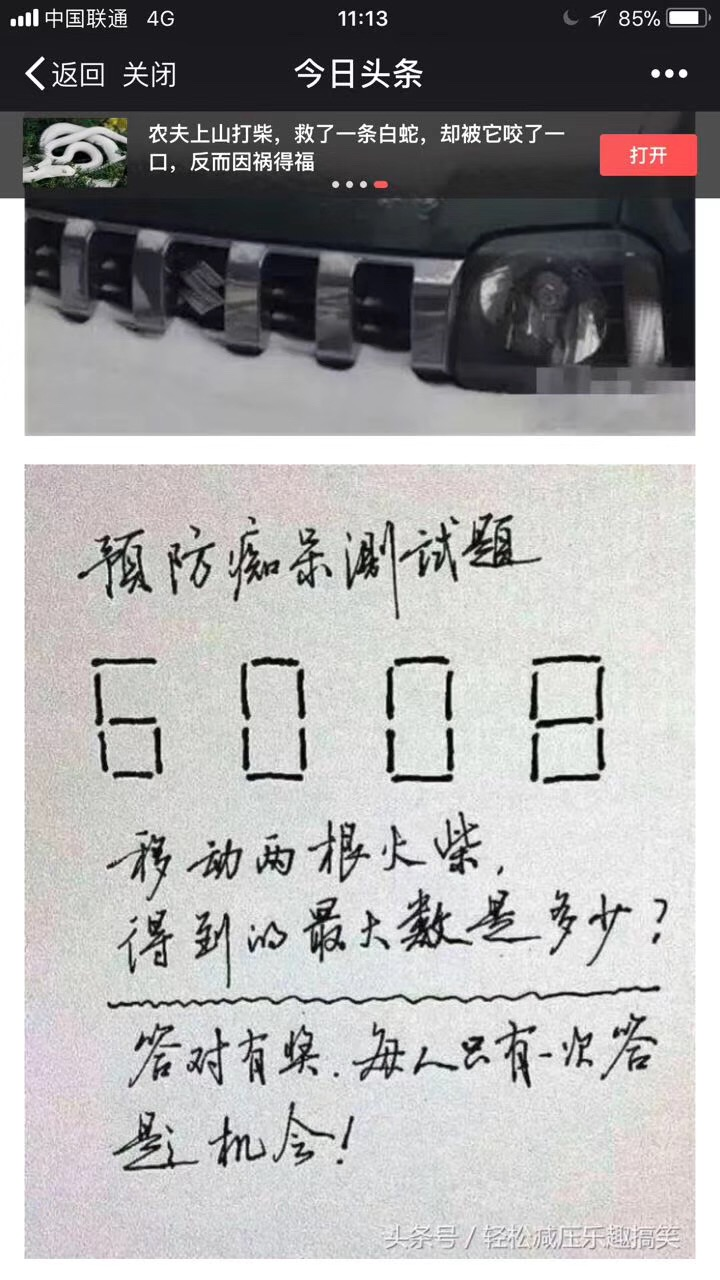 中国联通 4G 11:13 85%
返回 关闭 今日头条
农夫上山打柴，救了一条白蛇，却被它咬了一
口，反而因祸得福
打开
预防痴呆测试题
6008
移动两根火柴，
得到的最大数是多少？
答对有奖．每人只有一次答
题机会！
头条号／轻松减压乐趣搞笑